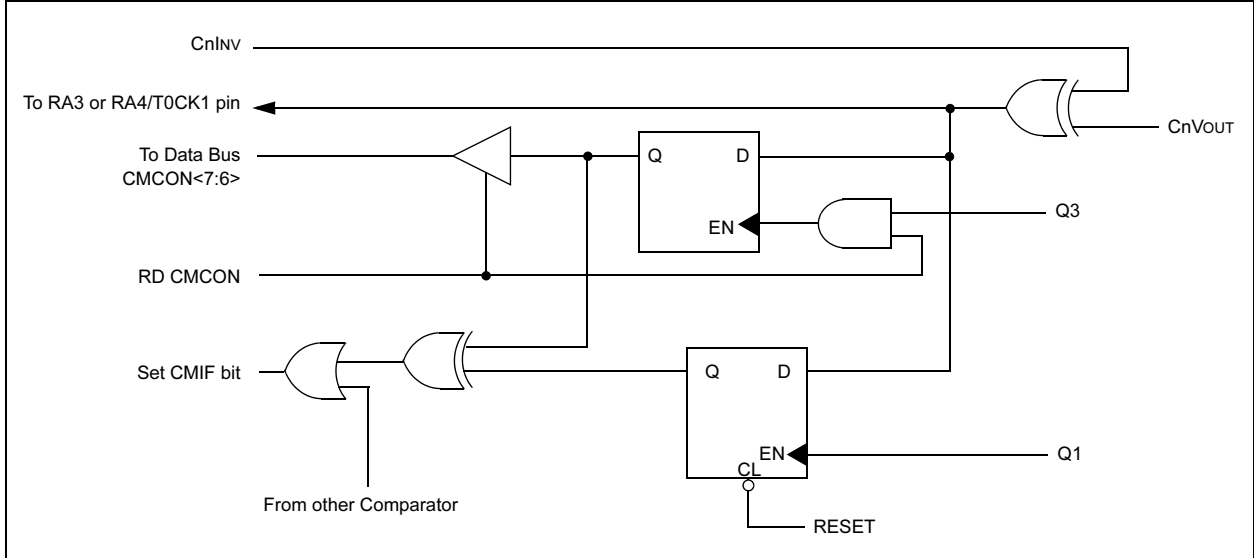 CnINV
To RA3 or RA4/T0CK1 pin
CnVOUT
To Data Bus
CMCON<7:6>
Q
D
EN
Q3
RD CMCON
Set CMIF bit
Q
D
EN
Q1
CL
From other Comparator
RESET